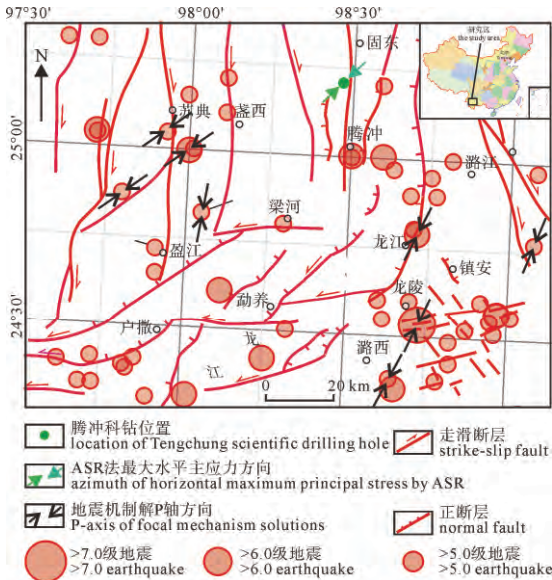 97°30′
98°00′
98°30′
N
固东
研究区
the study area
苏典
盏西
25°00′
腾冲
潞江
梁河
龙江
盈江
镇安
勐养
龙陵
24°30′
户撒
龙
江
潞西
0 20 km
腾冲科钻位置
location of Tengchung scientific drilling hole
走滑断层
strike-slip fault
ASR法最大水平主应力方向
azimuth of horizontal maximum principal stress by ASR
地震机制解P轴方向
P-axis of focal mechanism solutions
正断层
normal fault
>7.0级地震
>7.0 earthquake
>6.0级地震
>6.0 earthquake
>5.0级地震
>5.0 earthquake